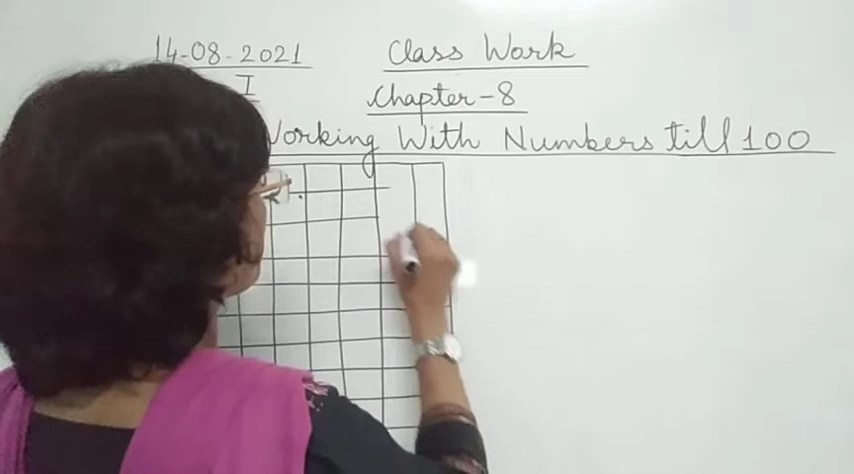 14-08-2021 Class Work
I Chapter-8
Working With Numbers till 100